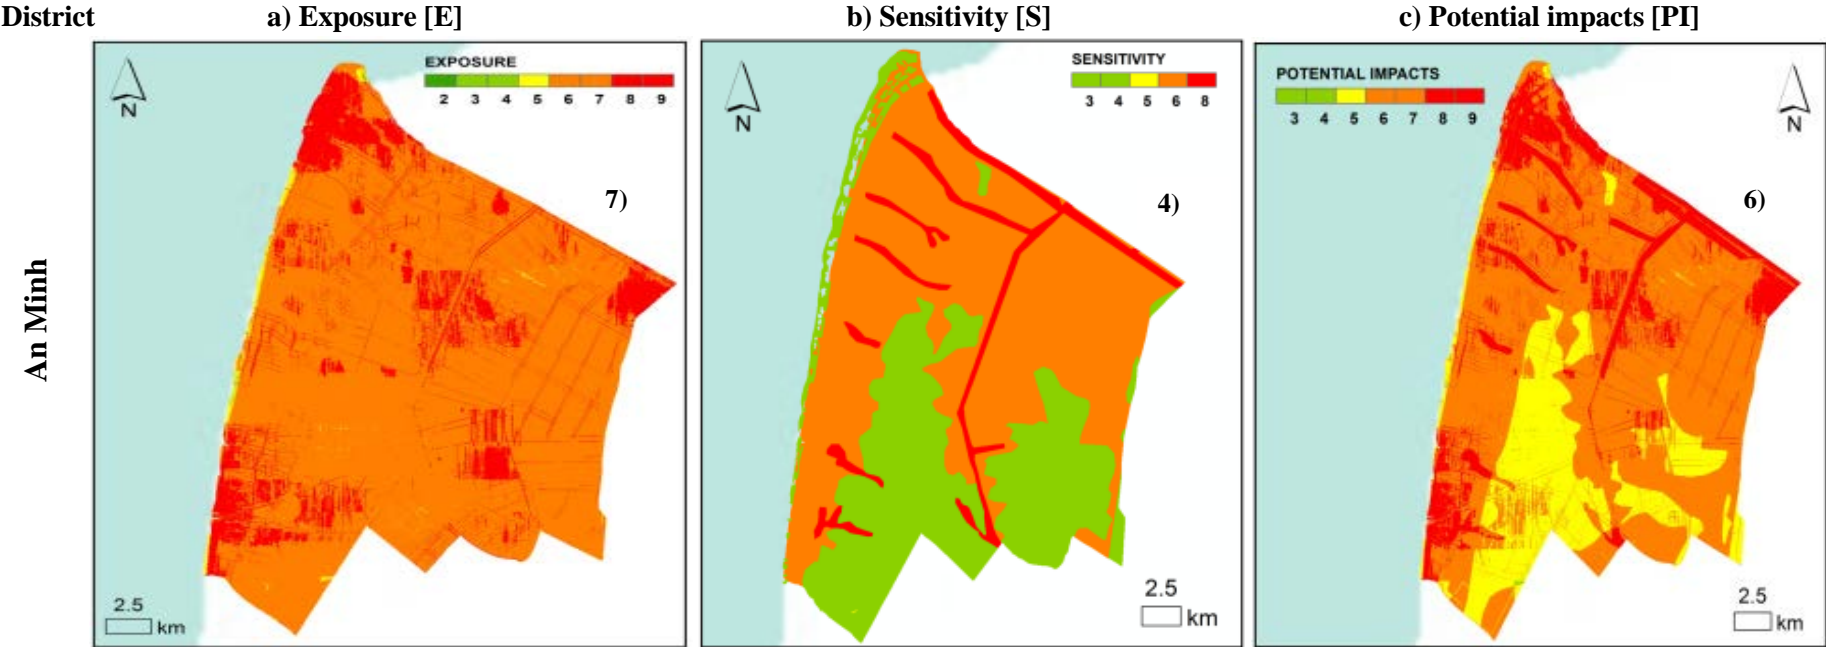 District
a) Exposure [E]
b) Sensitivity [S]
c) Potential impacts [PI]
An Minh
N
EXPOSURE
2 3 4 5 6 7 8 9
7)
2.5
km
N
SENSITIVITY
3 4 5 6 8
4)
2.5
km
POTENTIAL IMPACTS
3 4 5 6 7 8 9
N
6)
2.5
km